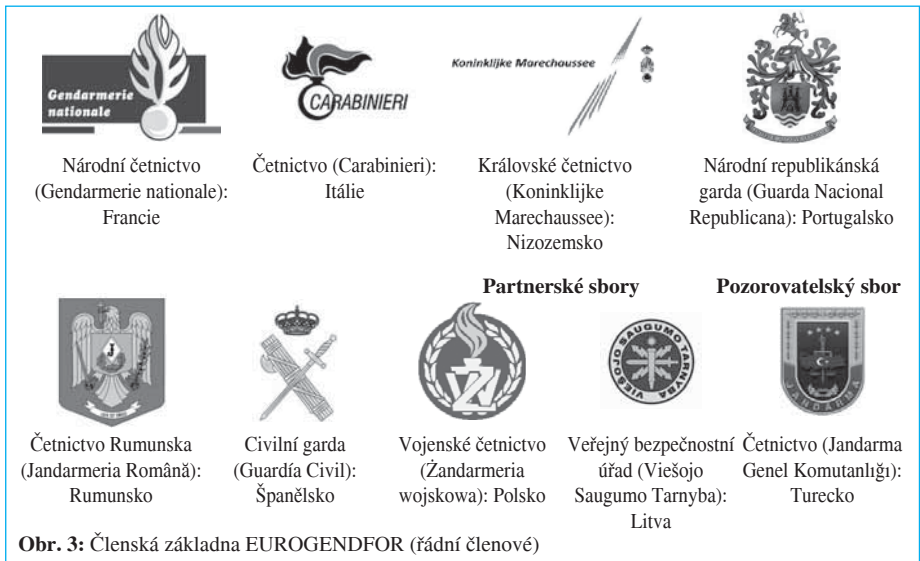 Gendarmerie
nationale
CARABINIERI
Koninklijke Marechaussee
Národní četnictvo
(Gendarmerie nationale):
Francie
Četnictvo (Carabinieri):
Itálie
Královské četnictvo
(Koninklijke
Marechaussee):
Nizozemsko
Národní republikánská
garda (Guarda Nacional
Republicana): Portugalsko
Partnerské sbory
Pozorovatelský sbor
J
ŻW
VIEŠOJO SAUGUMO TARNYBA
JANDARMA
Četnictvo Rumunska
(Jandarmeria Română):
Rumunsko
Civilní garda
(Guardía Civil):
Španělsko
Vojenské četnictvo
(Żandarmeria
wojskowa): Polsko
Veřejný bezpečnostní
úřad (Viešojo
Saugumo Tarnyba):
Litva
Četnictvo (Jandarma
Genel Komutanlığı):
Turecko
Obr. 3: Členská základna EUROGENDFOR (řádní členové)